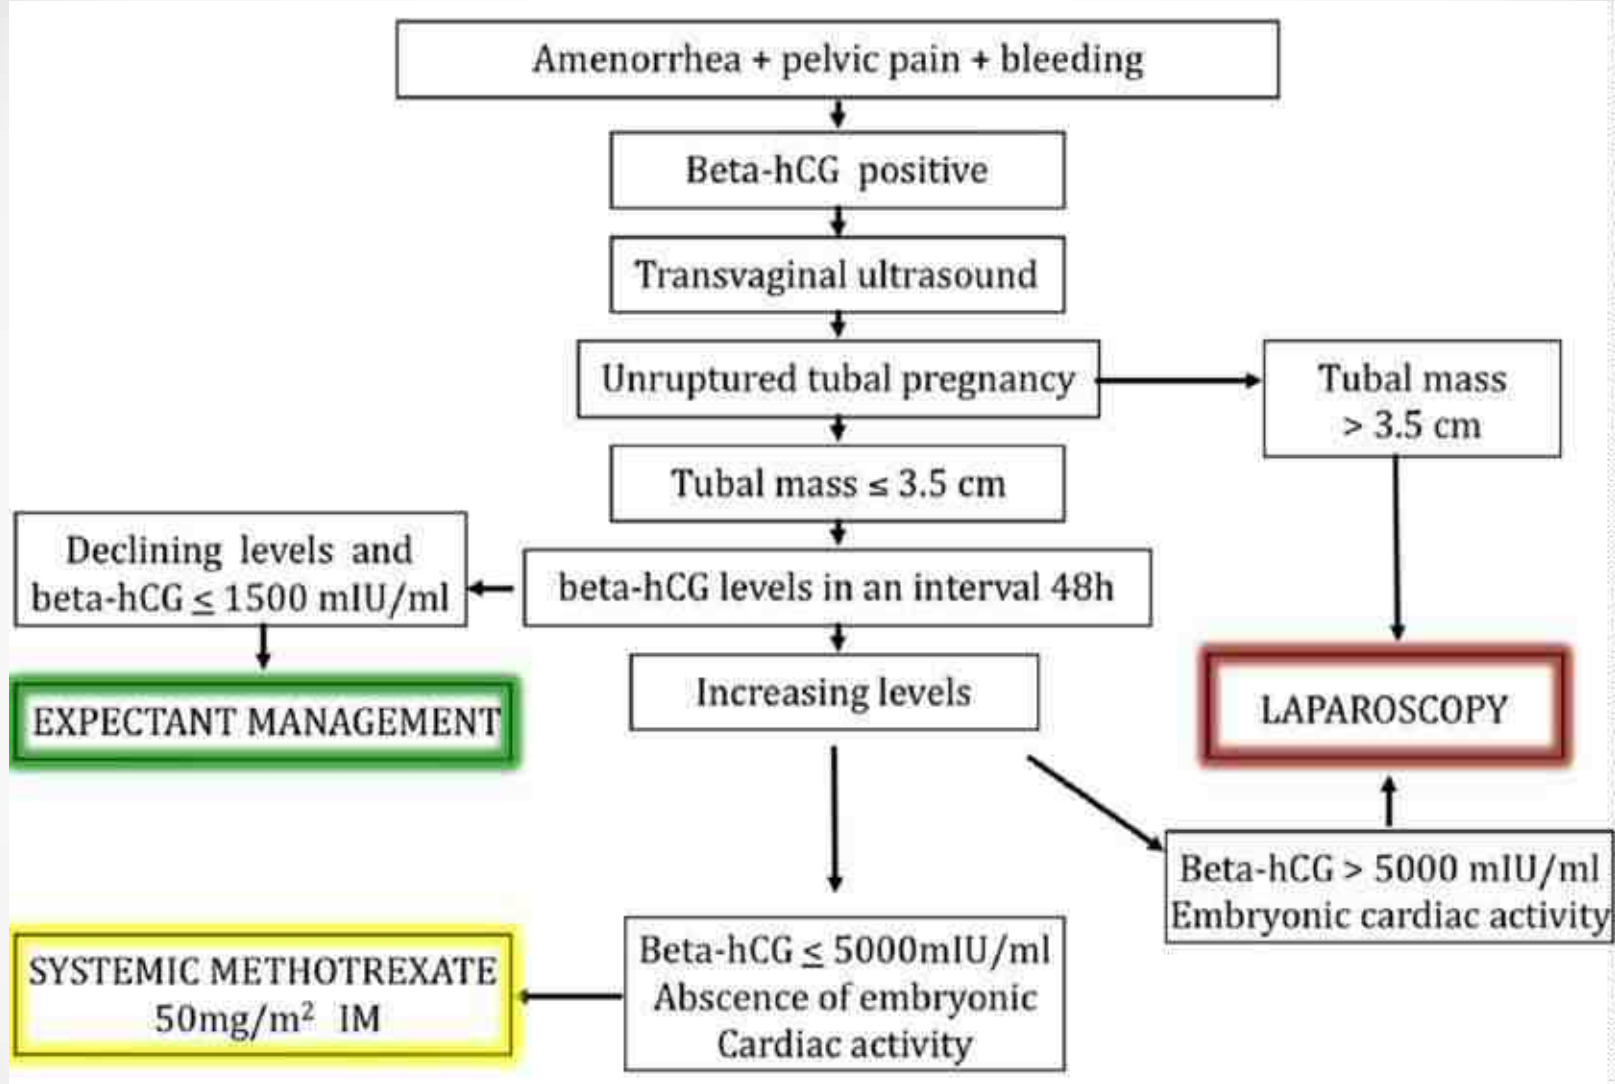 Amenorrhea + pelvic pain + bleeding
Beta-hCG positive
Transvaginal ultrasound
Unruptured tubal pregnancy
Tubal mass
> 3.5 cm
Tubal mass ≤ 3.5 cm
Declining levels and
beta-hCG ≤ 1500 mIU/ml
beta-hCG levels in an interval 48h
EXPECTANT MANAGEMENT
Increasing levels
LAPAROSCOPY
Beta-hCG > 5000 mIU/ml
Embryonic cardiac activity
SYSTEMIC METHOTREXATE
50mg/m² IM
Beta-hCG ≤ 5000mIU/ml
Abscence of embryonic
Cardiac activity